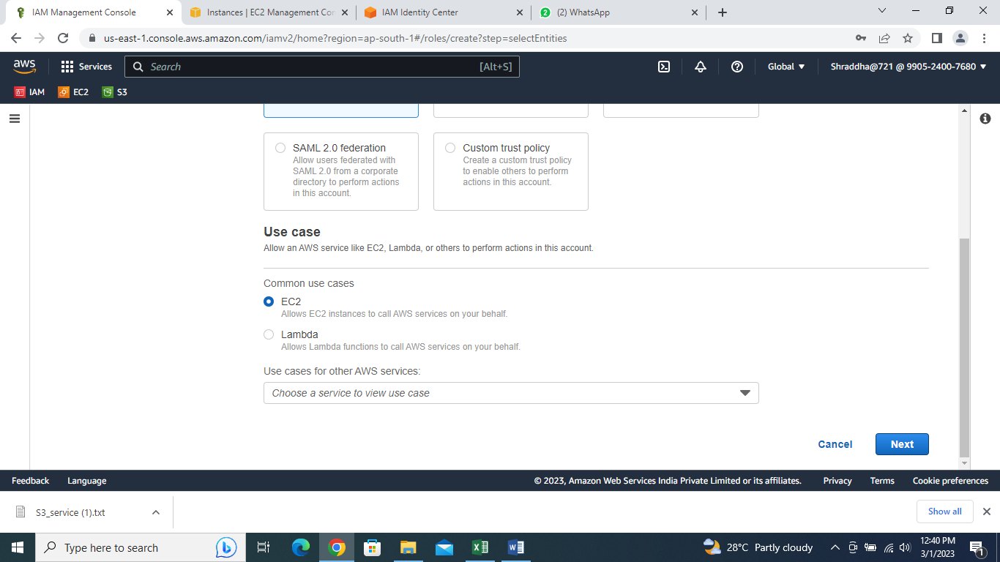 IAM Management Console
Instances | EC2 Management Cor
IAM Identity Center
2
(2) WhatsApp
us-east-1.console.aws.amazon.com/iamv2/home?region=ap-south-1#/roles/create?step=selectEntities
aws
Services
Search
[Alt+S]
Global
Shraddha@721 @ 9905-2400-7680
IAM
EC2
S3
SAML 2.0 federation
Allow users federated with
SAML 2.0 from a corporate
directory to perform actions
in this account.
Custom trust policy
Create a custom trust policy
to enable others to perform
actions in this account.
Use case
Allow an AWS service like EC2, Lambda, or others to perform actions in this account.
Common use cases
EC2
Allows EC2 instances to call AWS services on your behalf.
Lambda
Allows Lambda functions to call AWS services on your behalf.
Use cases for other AWS services:
Choose a service to view use case
Cancel
Next
Feedback
Language
© 2023, Amazon Web Services India Private Limited or its affiliates.
Privacy
Terms
Cookie preferences
S3_service (1).txt
Show all
Type here to search
28°C Partly cloudy
12:40 PM
3/1/2023
1